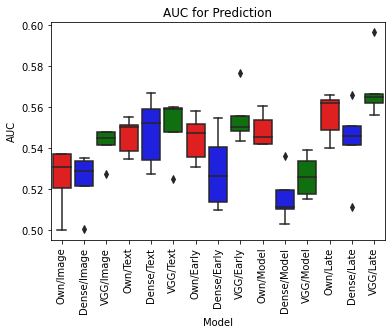 AUC for Prediction
AUC
0.60
0.58
0.56
0.54
0.52
0.50
Own/Image
Dense/Image
VGG/Image
Own/Text
Dense/Text
VGG/Text
Own/Early
Dense/Early
VGG/Early
Own/Model
Dense/Model
VGG/Model
Own/Late
Dense/Late
VGG/Late
Model